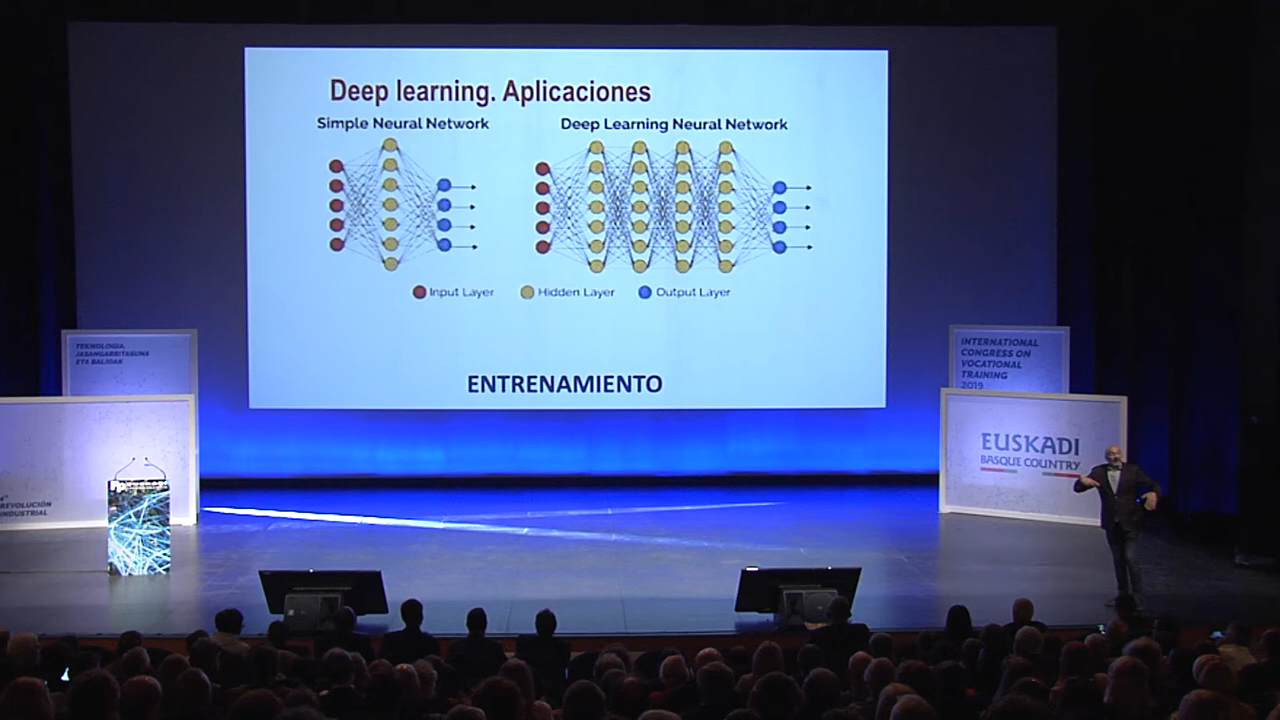 Deep learning. Aplicaciones
Simple Neural Network
Deep Learning Neural Network
Input Layer
Hidden Layer
Output Layer
ENTRENAMIENTO
TEKNOLOGIA,
JASANGARRITASUNA
ETA BALIOAK
INTERNATIONAL
CONGRESS ON
VOCATIONAL
TRAINING
2019
EUSKADI
BASQUE COUNTRY
REVOLUCIÓN
INDUSTRIAL